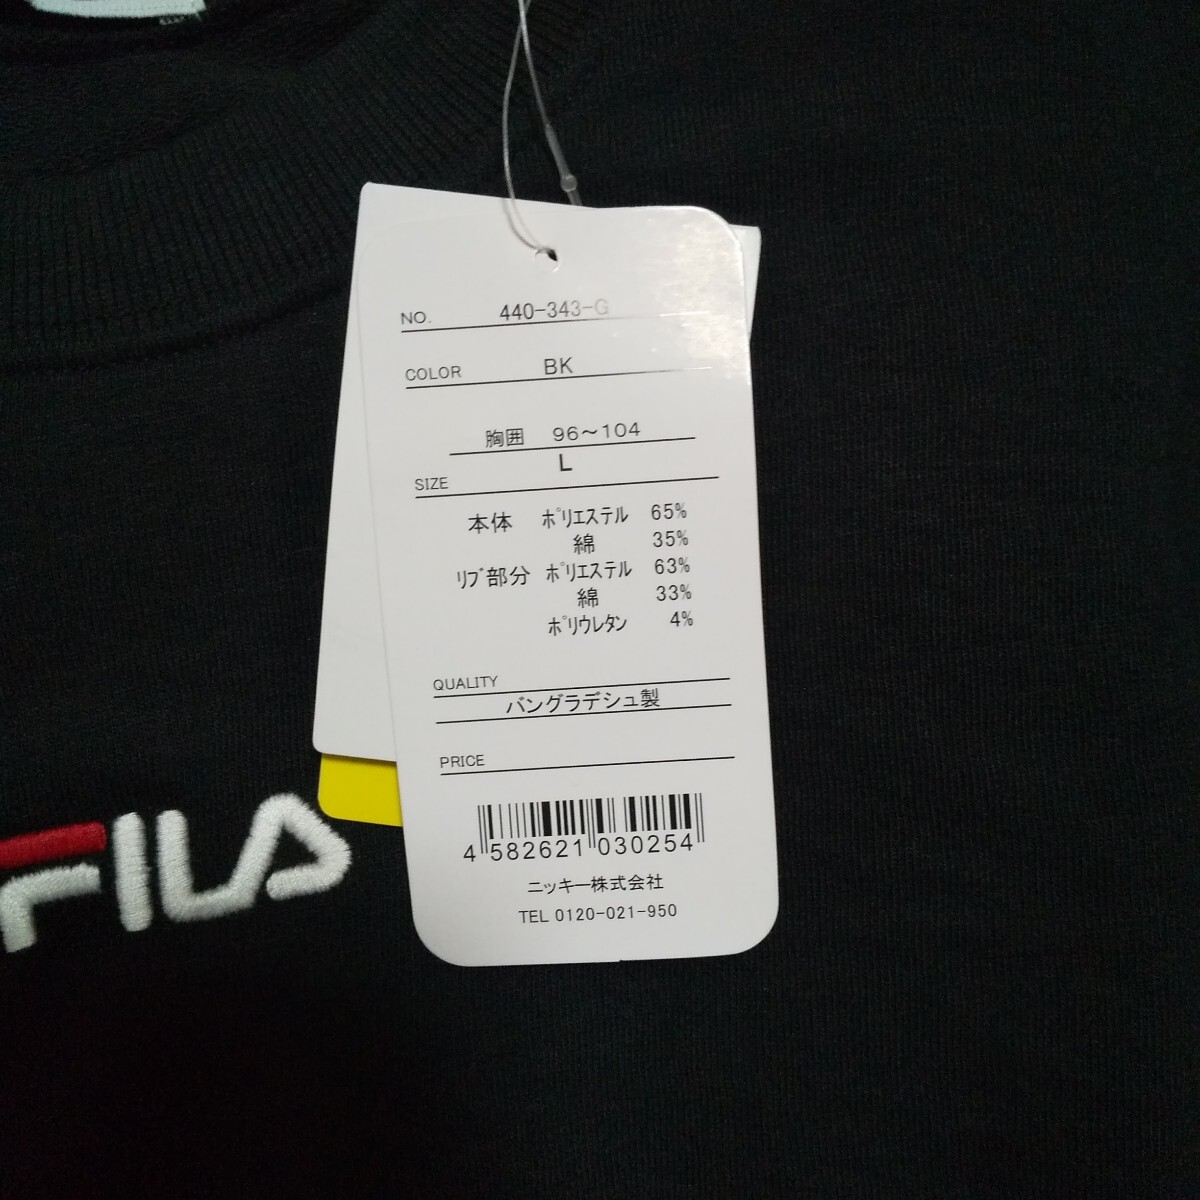 NO. 440-343-G
COLOR BK
胸囲 96～104
SIZE L
本体 ポリエステル 65%
綿 35%
リブ部分 ポリエステル 63%
綿 33%
ポリウレタン 4%
QUALITY
バングラデシュ製
PRICE
4 582621 030254
ニッキー株式会社
TEL 0120-021-950
FILA